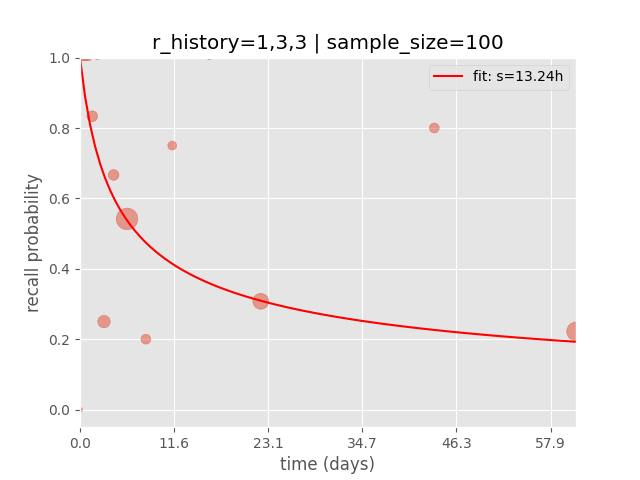 r_history=1,3,3 | sample_size=100
fit: s=13.24h
recall probability
1.0
0.8
0.6
0.4
0.2
0.0
0.0 11.6 23.1 34.7 46.3 57.9
time (days)